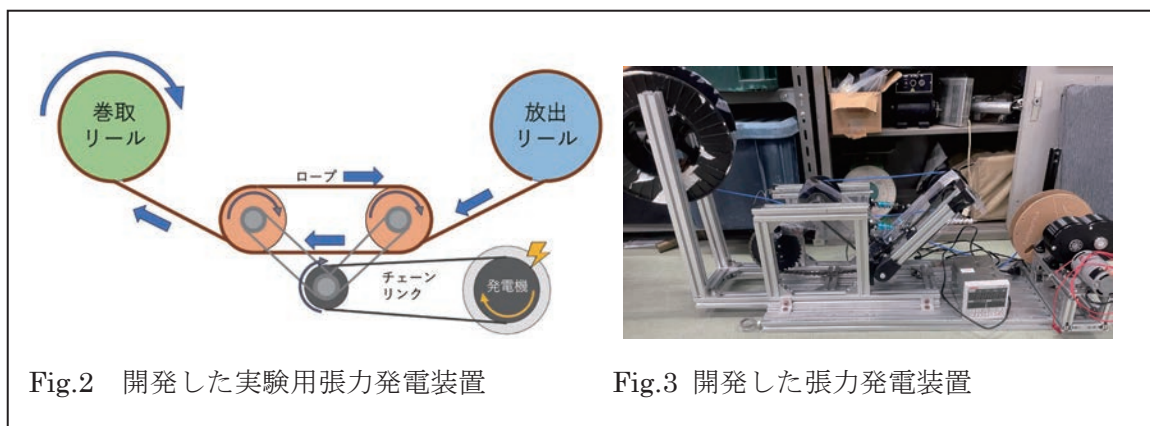 巻取
リール
放出
リール
ロープ
チェーン
リンク
発電機
Fig.2 開発した実験用張力発電装置
Fig.3 開発した張力発電装置